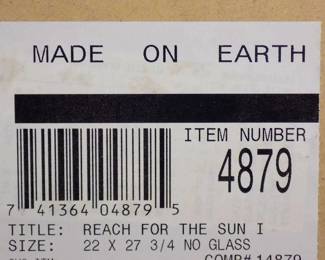 MADE ON EARTH
ITEM NUMBER
4879
7 41364 04879 5
TITLE: REACH FOR THE SUN I
SIZE: 22 X 27 3/4 NO GLASS
COMP#14879